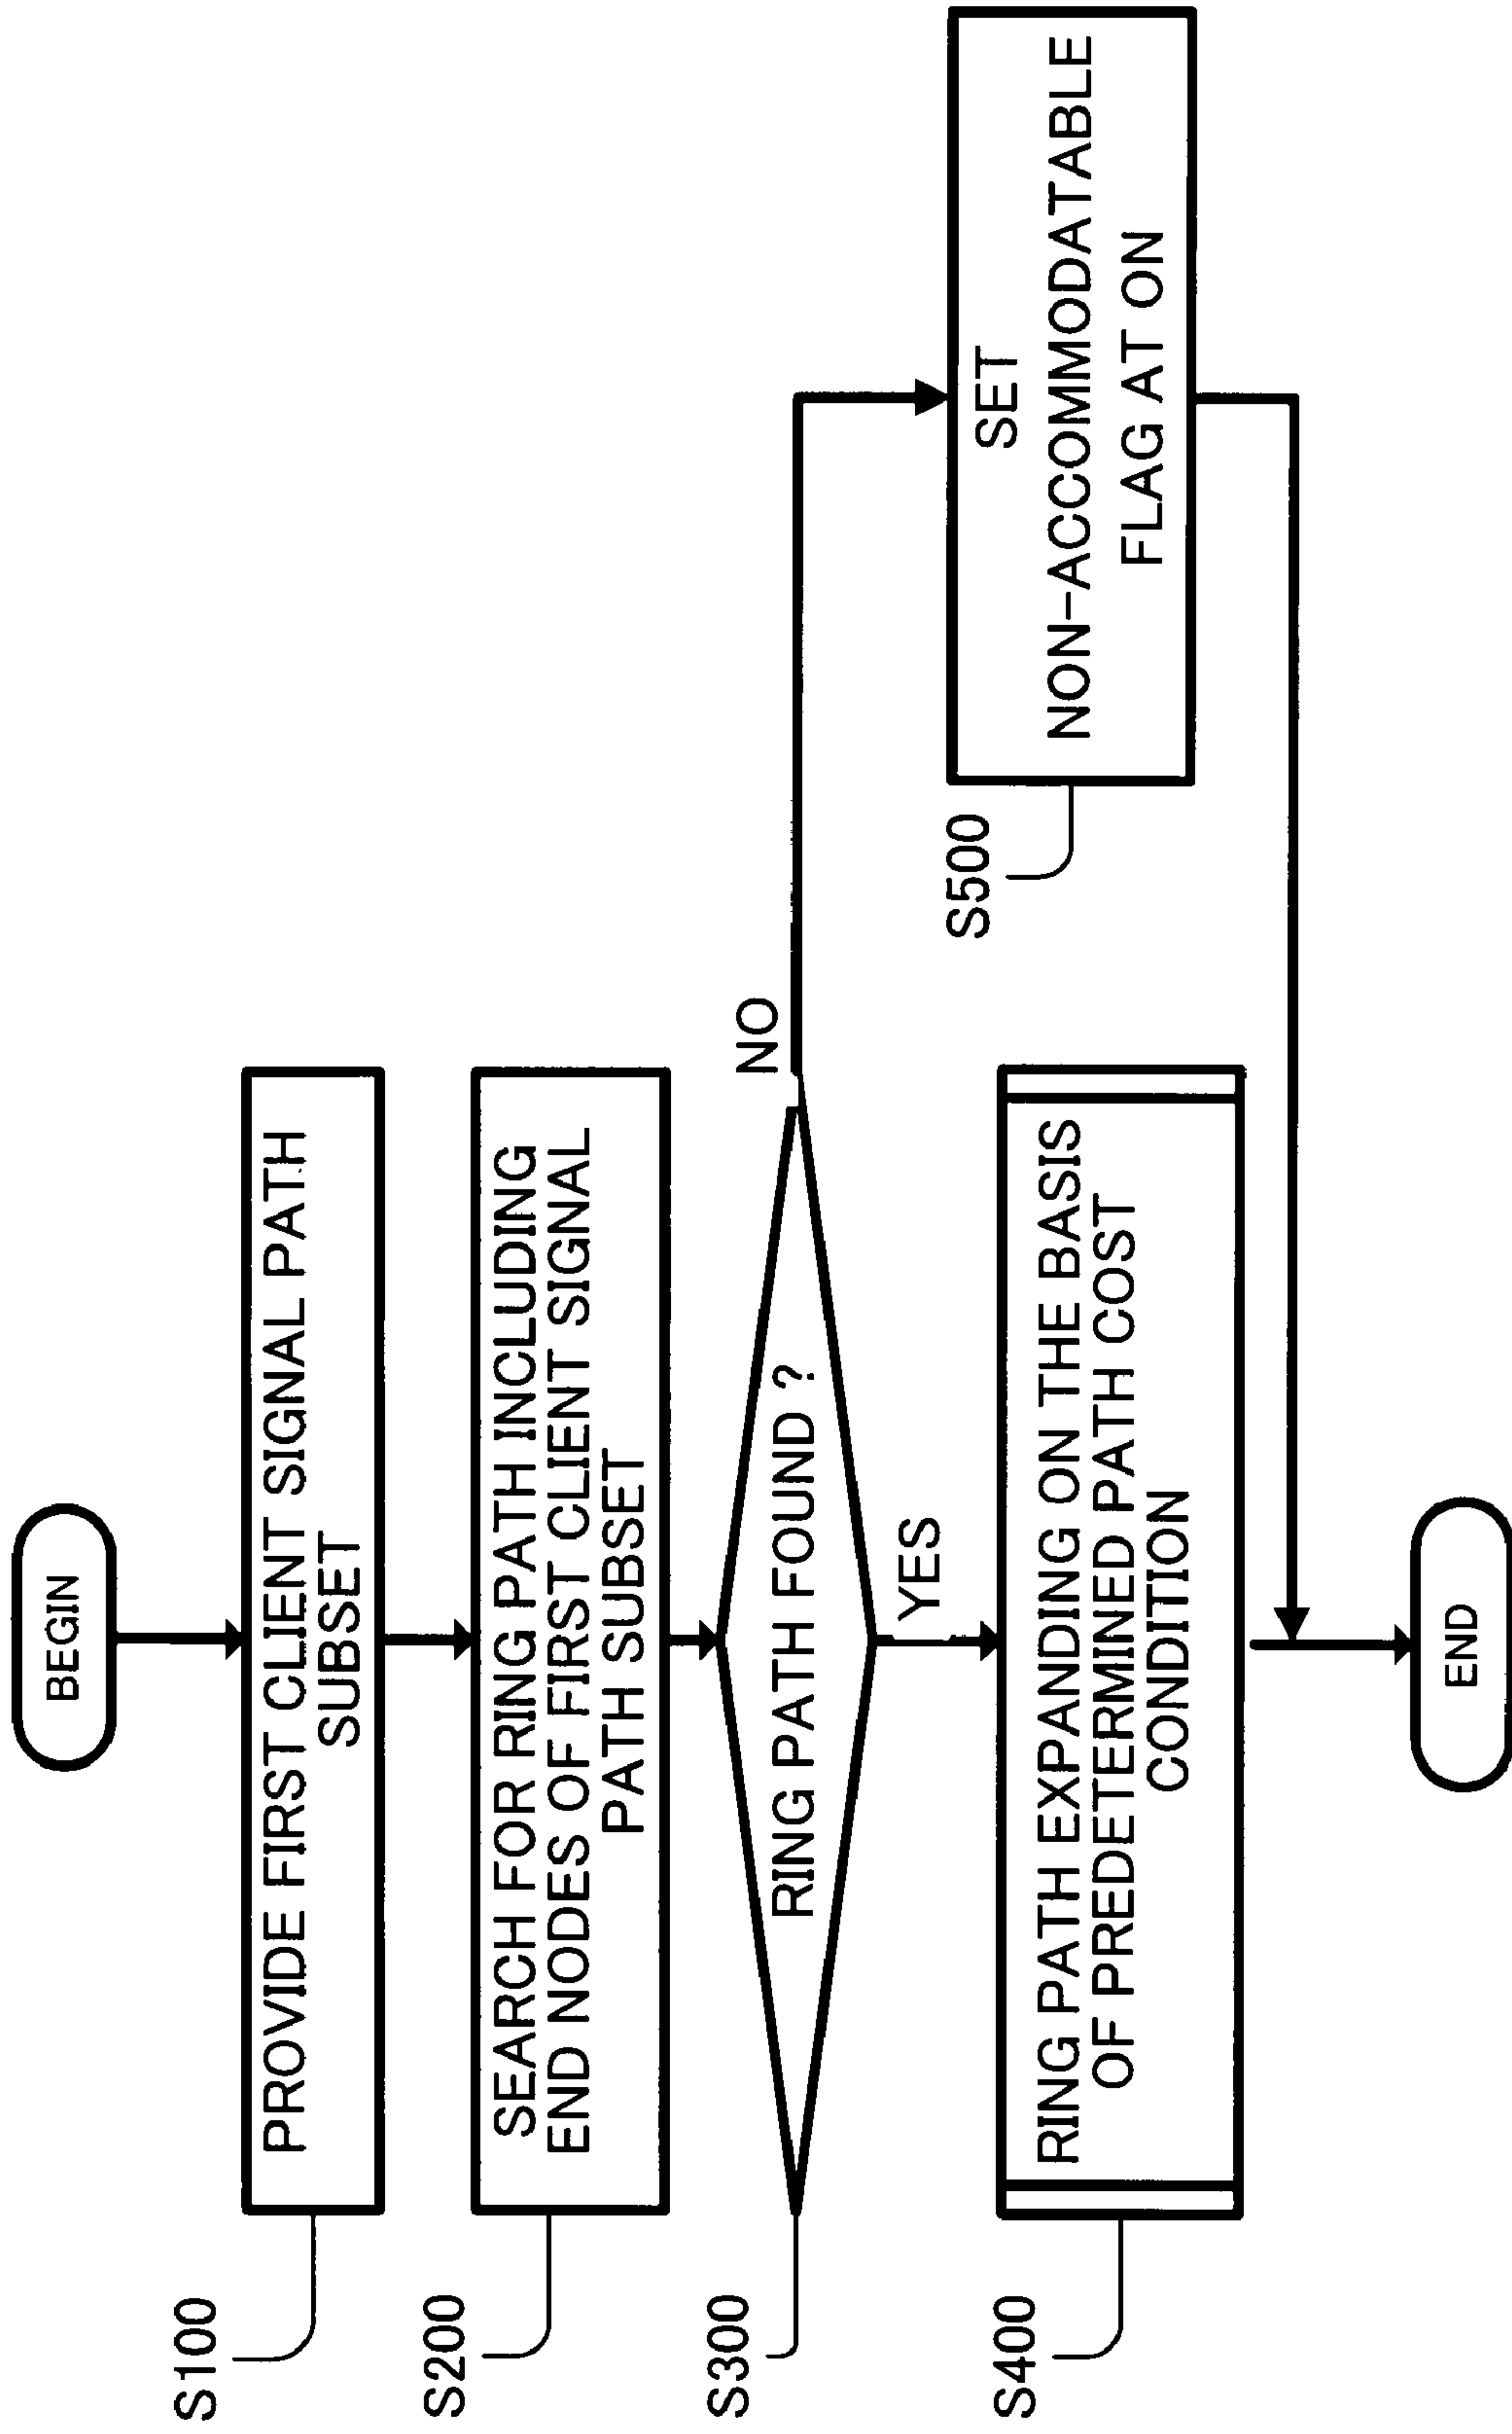 BEGIN
S100
PROVIDE FIRST CLIENT SIGNAL PATH
SUBSET
S200
SEARCH FOR RING PATH INCLUDING
END NODES OF FIRST CLIENT SIGNAL
PATH SUBSET
S300
RING PATH FOUND ?
NO
YES
S400
RING PATH EXPANDING ON THE BASIS
OF PREDETERMINED PATH COST
CONDITION
S500
SET
NON-ACCOMMODATABLE
FLAG AT ON
END